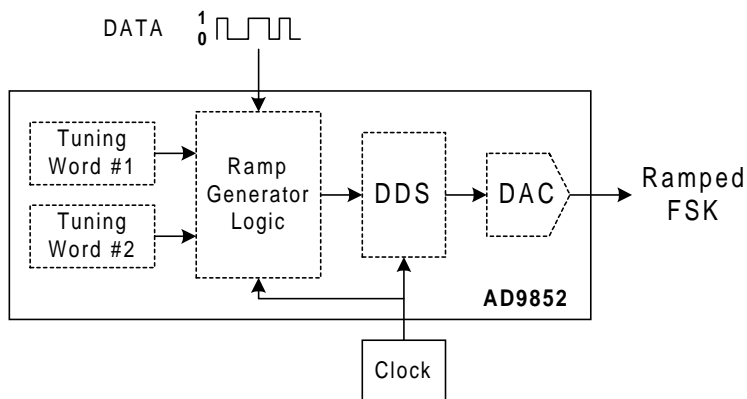 DATA
1
0
Tuning
Word #1
Tuning
Word #2
Ramp
Generator
Logic
DDS
DAC
Ramped
FSK
AD9852
Clock